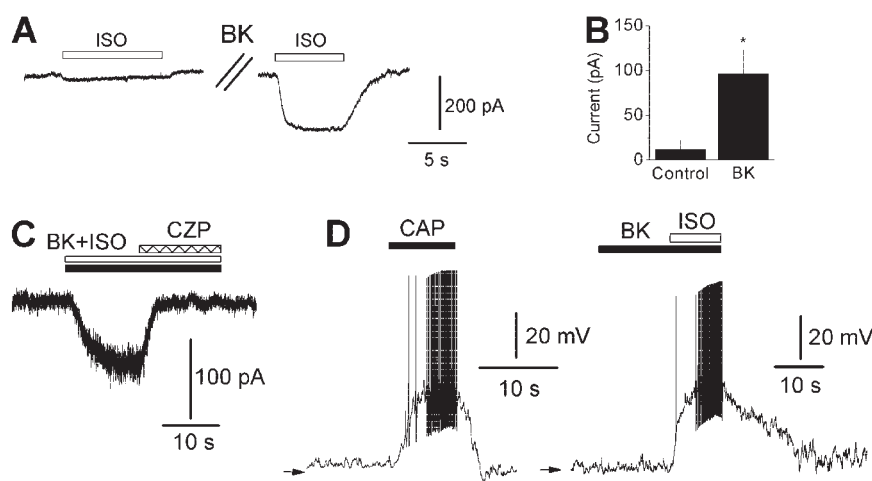 A
ISO
BK
ISO
200 pA
5 s
B
Current (pA)
150
100
50
0
*
Control
BK
C
BK+ISO
CZP
100 pA
10 s
D
CAP
20 mV
10 s
BK
ISO
20 mV
10 s